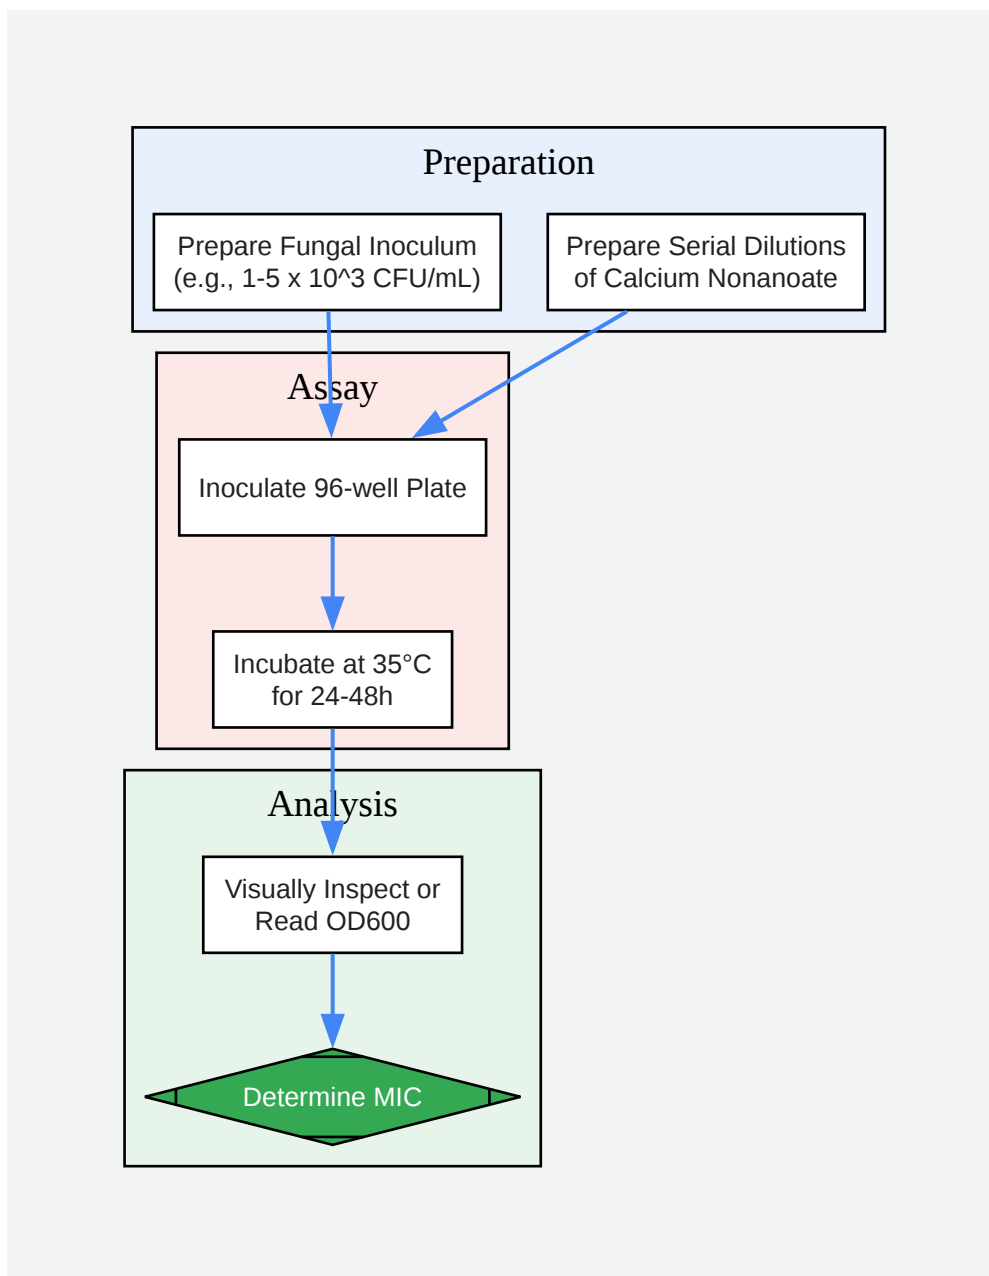 Preparation
Prepare Fungal Inoculum
(e.g., 1-5 x 10^3 CFU/mL)
Prepare Serial Dilutions
of Calcium Nonanoate
Assay
Inoculate 96-well Plate
Incubate at 35°C
for 24-48h
Analysis
Visually Inspect or
Read OD600
Determine MIC